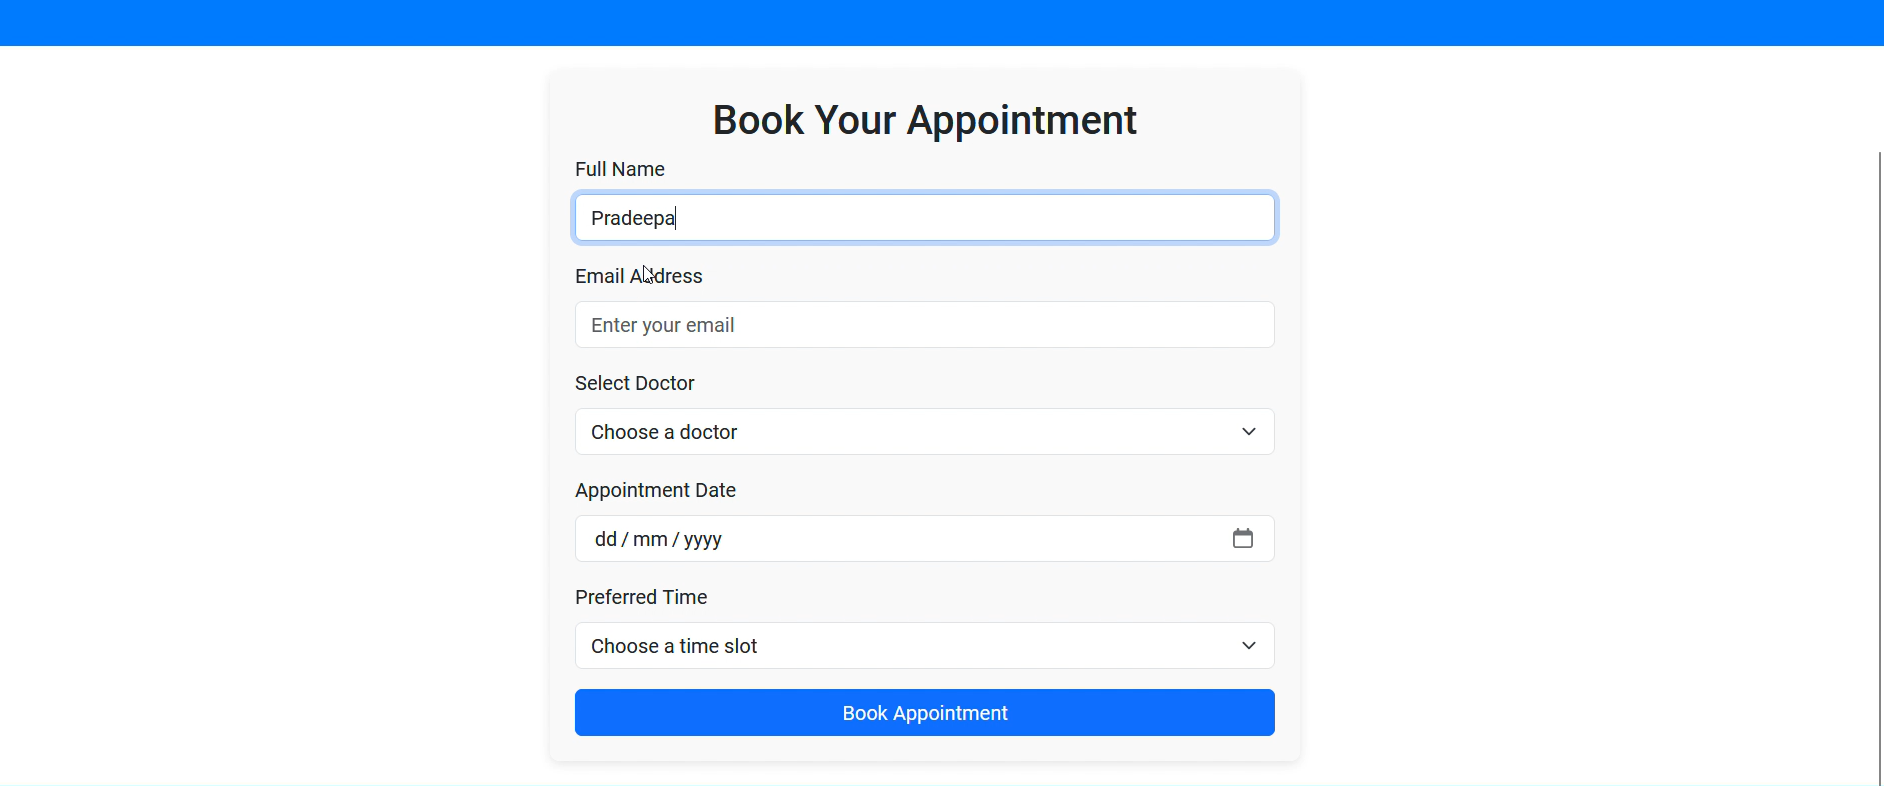 Book Your Appointment
Full Name
Pradeepa
Email Address
Enter your email
Select Doctor
Choose a doctor
Appointment Date
dd / mm / yyyy
Preferred Time
Choose a time slot
Book Appointment